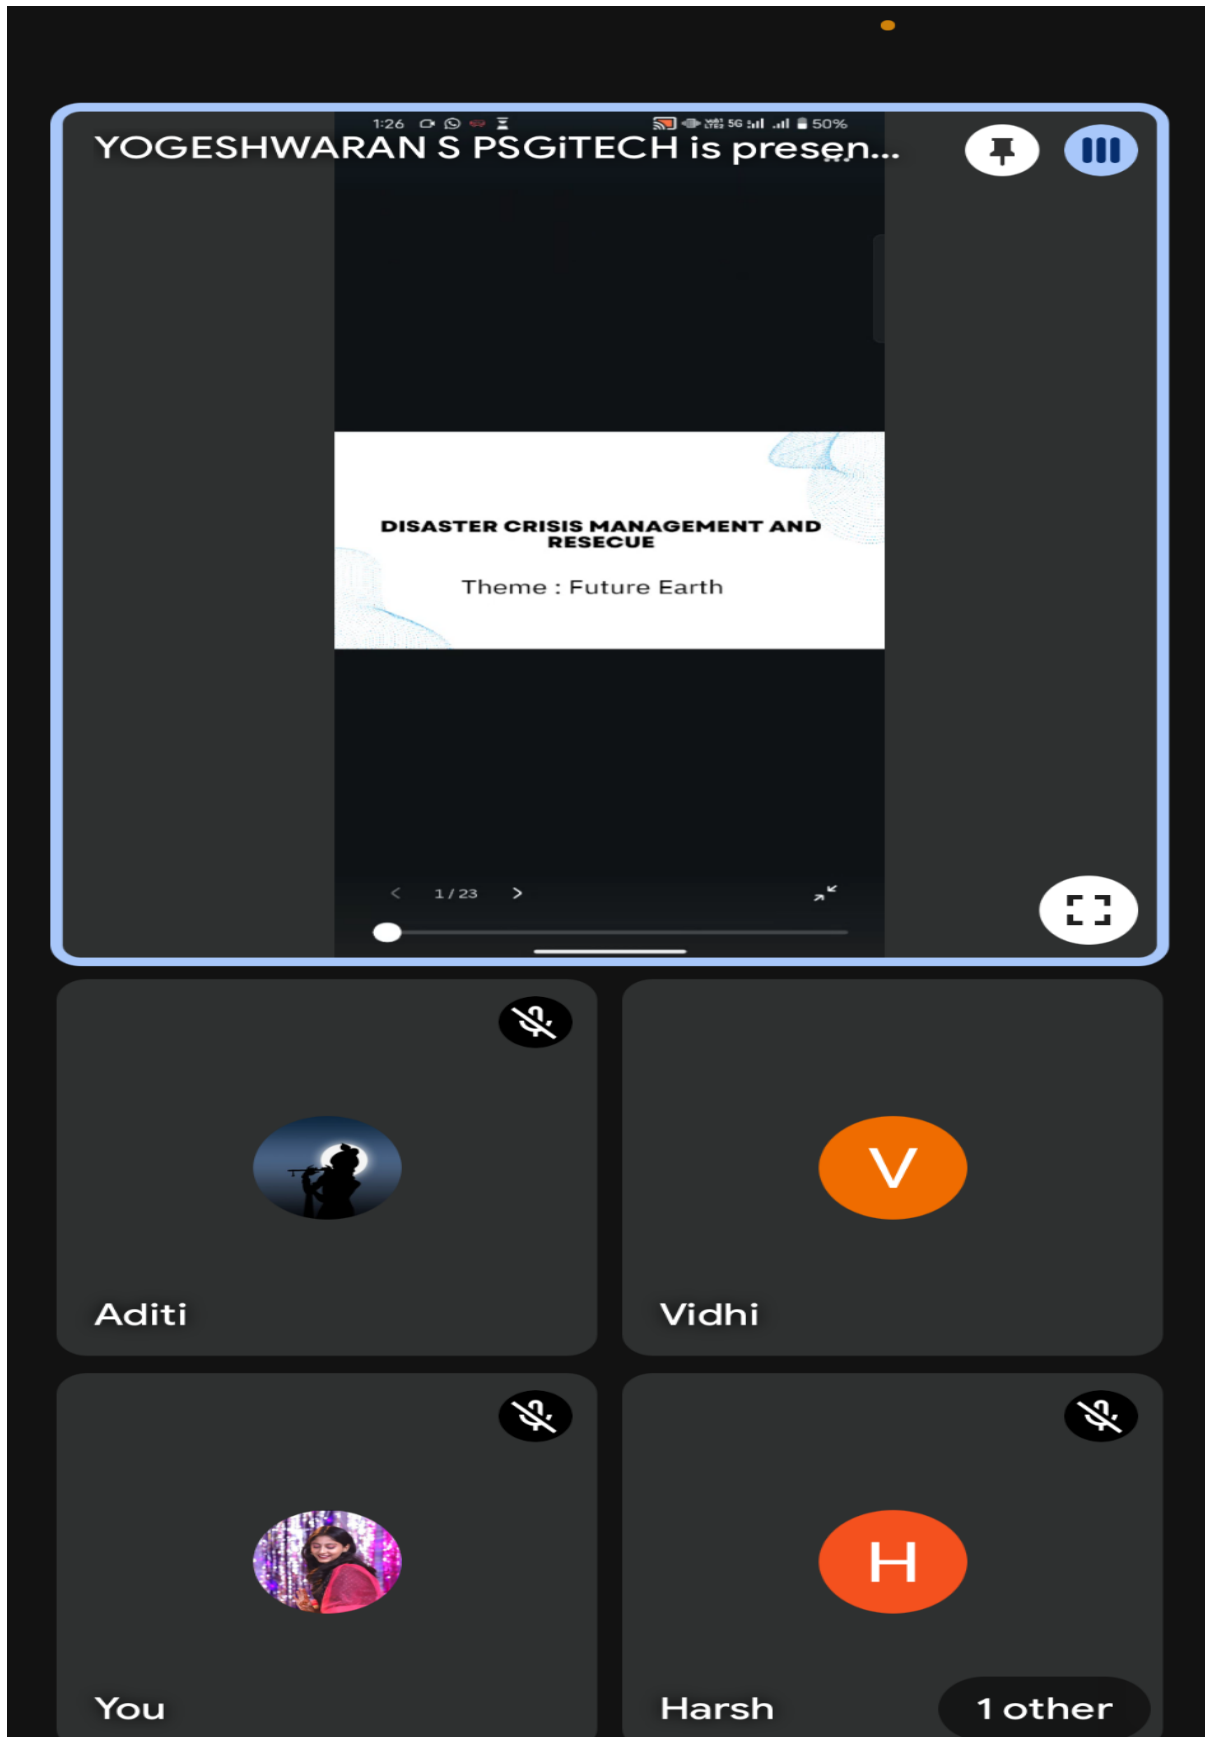 1:26 5G 50%
YOGESHWARAN S PSGiTECH is presen...
DISASTER CRISIS MANAGEMENT AND
RESECUE
Theme : Future Earth
1 / 23
Aditi
V
Vidhi
You
H
Harsh
1 other